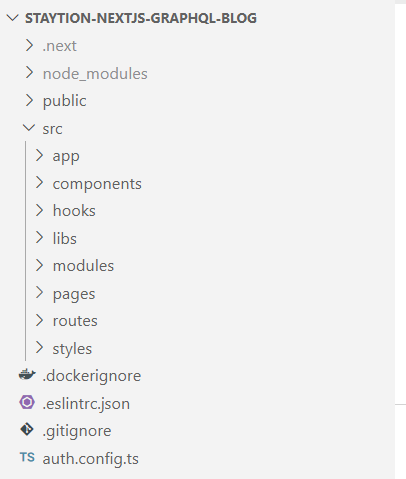 STAYTION-NEXTJS-GRAPHQL-BLOG
.next
node_modules
public
src
app
components
hooks
libs
modules
pages
routes
styles
.dockerignore
.eslintrc.json
.gitignore
TS auth.config.ts